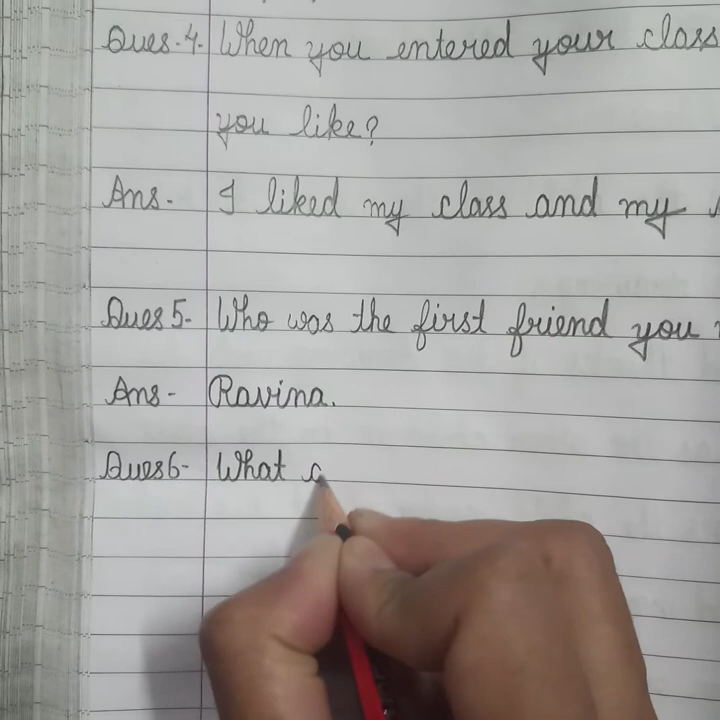 Ques.4. When you entered your class
you like?
Ans. I liked my class and my
Ques 5. Who was the first friend you
Ans - Ravina.
Ques 6- What